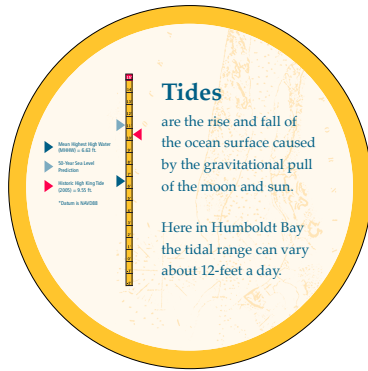 Tides
are the rise and fall of
the ocean surface caused
by the gravitational pull
of the moon and sun.
Here in Humboldt Bay
the tidal range can vary
about 12-feet a day.
Mean Highest High Water
(MHHW) = 6.62 ft.
50-Year Sea Level
Prediction
Historic High King Tide
(2005) = 9.55 ft.
*Datum is NAVD88